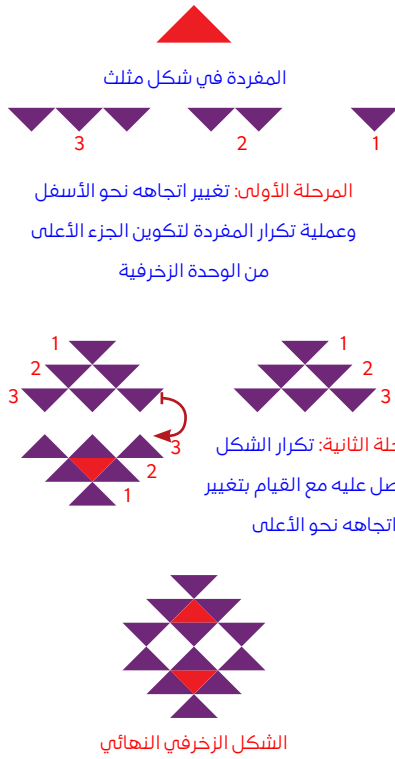 المفردة في شكل مثلث
1 2 3
المرحلة الأولى: تغيير اتجاهه نحو الأسفل
وعملية تكرار المفردة لتكوين الجزء الأعلى
من الوحدة الزخرفية
1 1
2 2
3 3
3
الثانية: تكرار الشكل
2
عليه مع القيام بتغيير
1
اتجاهه نحو الأعلى
الشكل الزخرفي النهائي